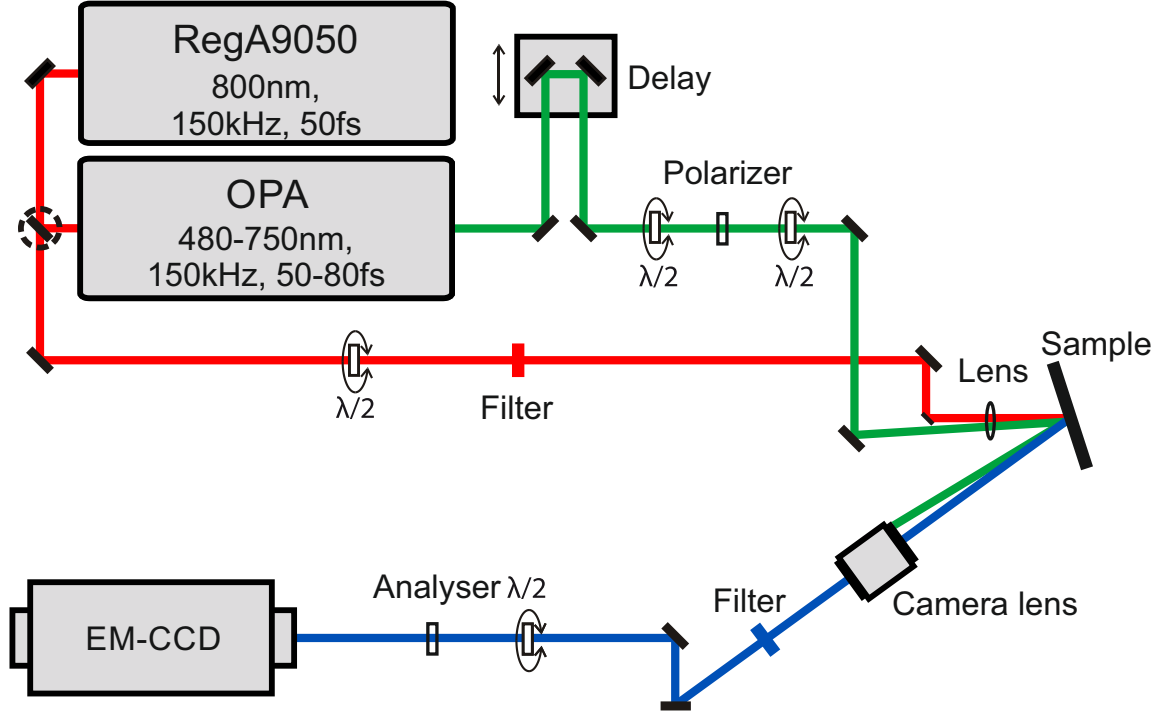 RegA9050
800nm,
150kHz, 50fs
Delay
OPA
480-750nm,
150kHz, 50-80fs
Polarizer
λ/2
λ/2
λ/2
Filter
Lens
Sample
Camera lens
Filter
Analyser λ/2
EM-CCD